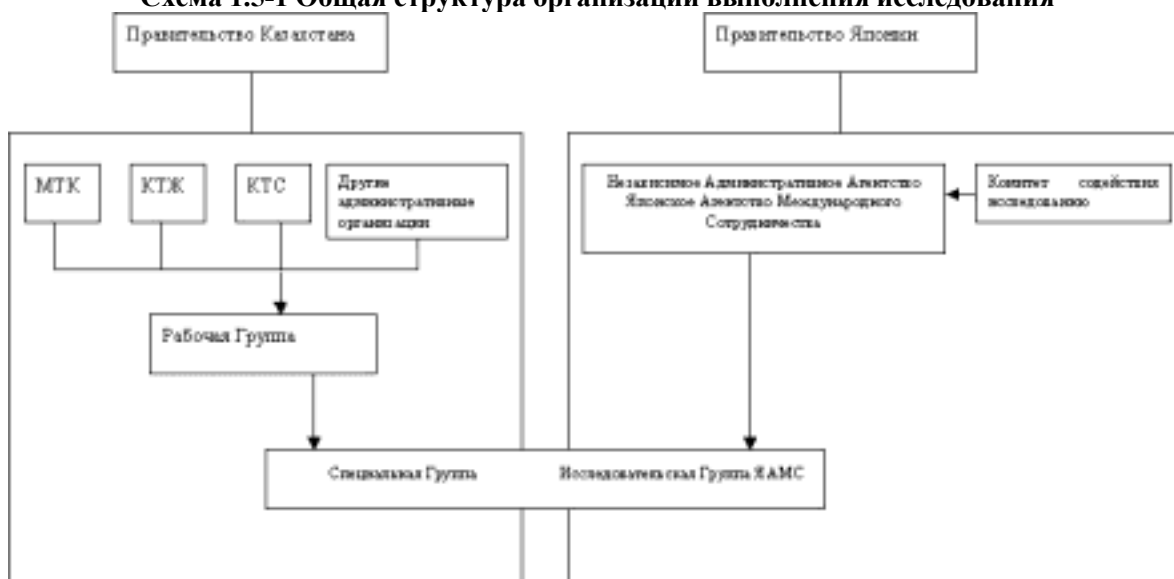 Схема 1.3-1 Общая структура организации выполнения исследования
Правительство Казахстана
Правительство Японии
МТК
КТЖ
КТС
Другие
административные
организации
Независимое Административное Агентство
Японское Агентство Международного
Сотрудничества
Комитет содействия
исследованию
Рабочая Группа
Специальная Группа
Исследовательская Группа ЯАМС